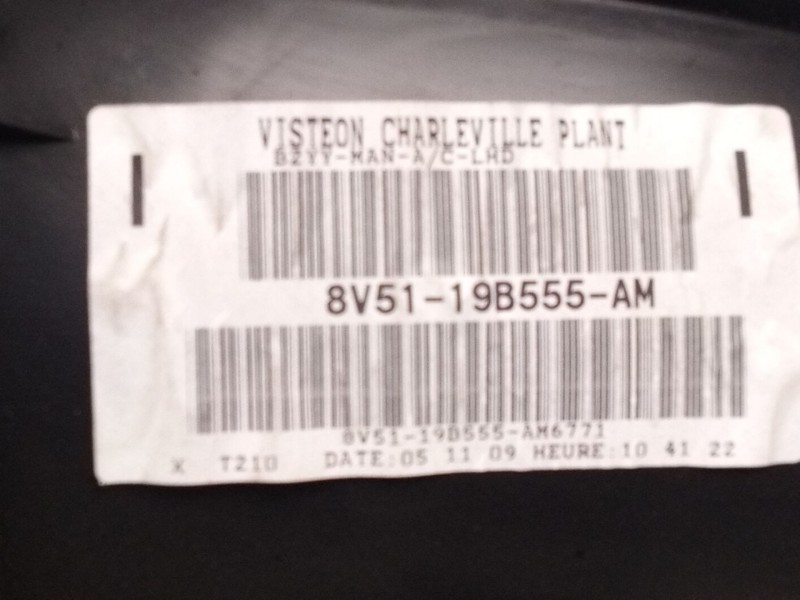 VISTEON CHARLEVILLE PLANT
B2YY-MAN-A/C-LHD
8V51-19B555-AM
8V51-19B555-AM6771
X T210 DATE:05 11 09 HEURE:10 41 22